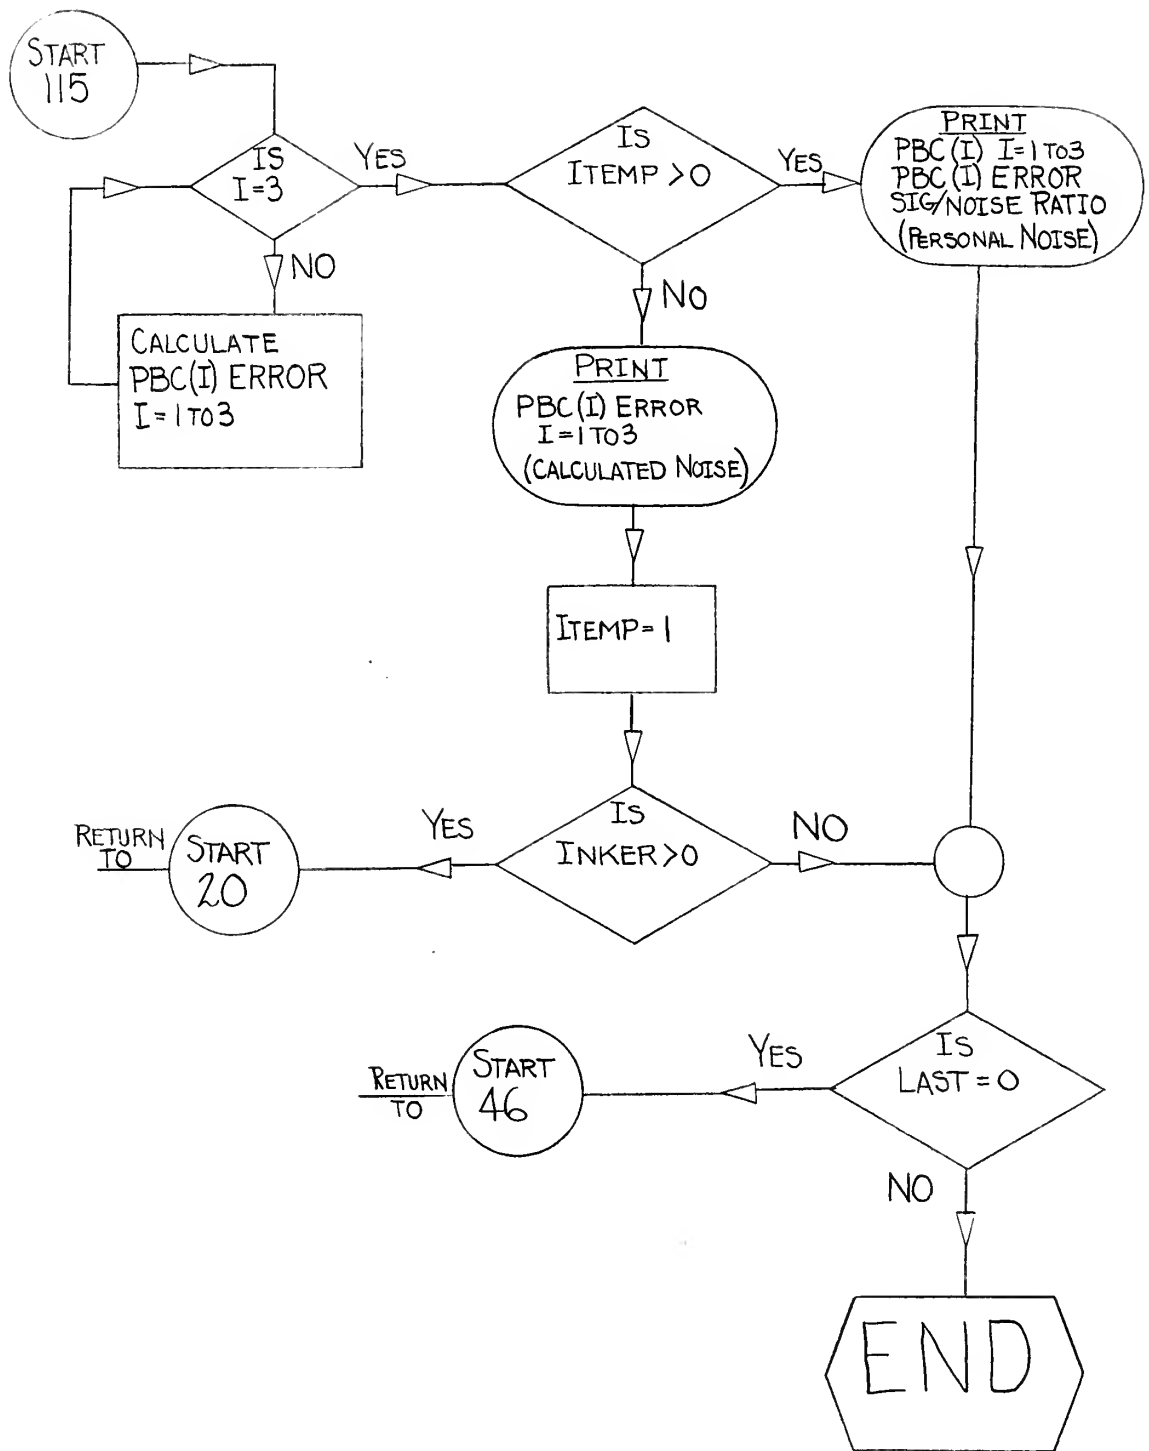 START
115
IS
I=3
YES
NO
CALCULATE
PBC(I) ERROR
I=1 TO 3
IS
ITEMP>0
YES
NO
PRINT
PBC(I) I=1 TO 3
PBC(I) ERROR
SIG/NOISE RATIO
(PERSONAL NOISE)
PRINT
PBC(I) ERROR
I=1 TO 3
(CALCULATED NOISE)
ITEMP=1
IS
INKER>0
YES
NO
RETURN
TO
START
20
IS
LAST=0
YES
NO
RETURN
TO
START
46
END